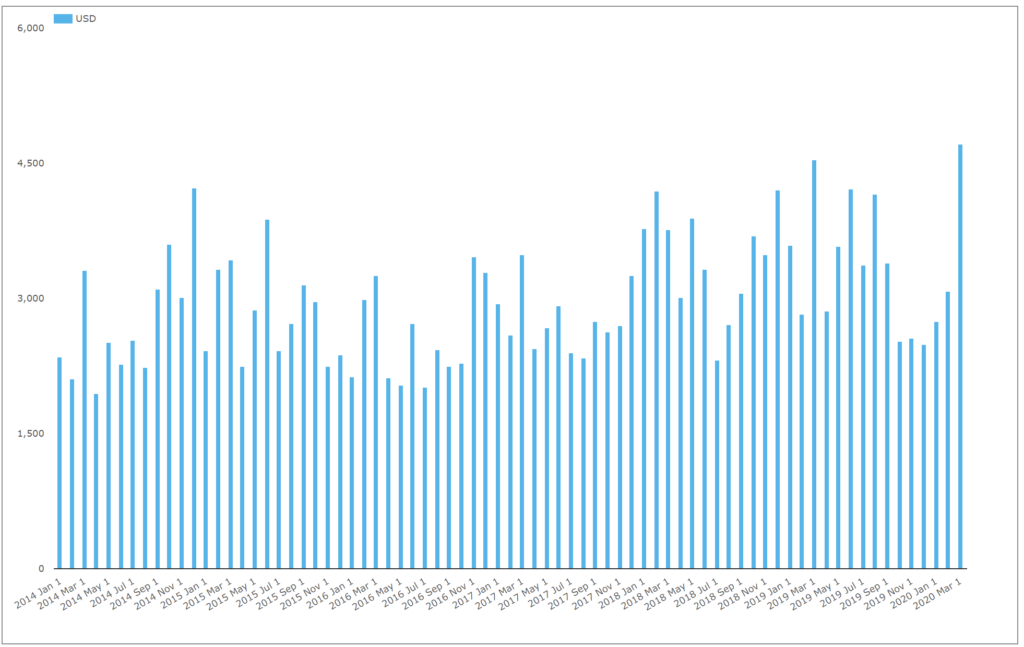 USD
6,000
4,500
3,000
1,500
0
2014 Jan 1
2014 Mar 1
2014 May 1
2014 Jul 1
2014 Sep 1
2014 Nov 1
2015 Jan 1
2015 Mar 1
2015 May 1
2015 Jul 1
2015 Sep 1
2015 Nov 1
2016 Jan 1
2016 Mar 1
2016 May 1
2016 Jul 1
2016 Sep 1
2016 Nov 1
2017 Jan 1
2017 Mar 1
2017 May 1
2017 Jul 1
2017 Sep 1
2017 Nov 1
2018 Jan 1
2018 Mar 1
2018 May 1
2018 Jul 1
2018 Sep 1
2018 Nov 1
2019 Jan 1
2019 Mar 1
2019 May 1
2019 Jul 1
2019 Sep 1
2019 Nov 1
2020 Jan 1
2020 Mar 1